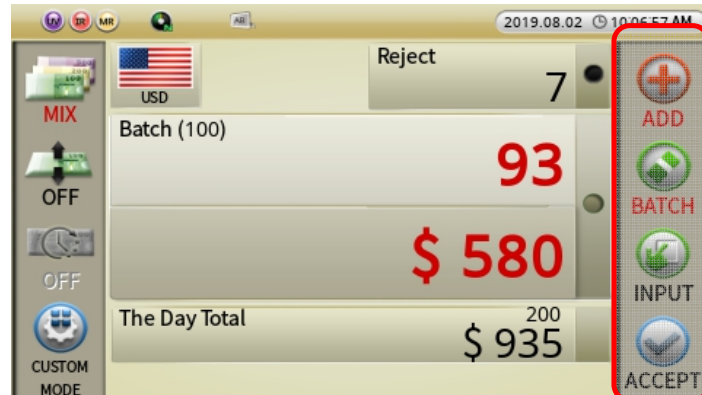 UV IR MR
2019.08.02 10:06:57 AM
MIX
OFF
OFF
CUSTOM
MODE
USD
Reject
7
Batch (100)
93
$ 580
The Day Total
200
$ 935
ADD
BATCH
INPUT
ACCEPT